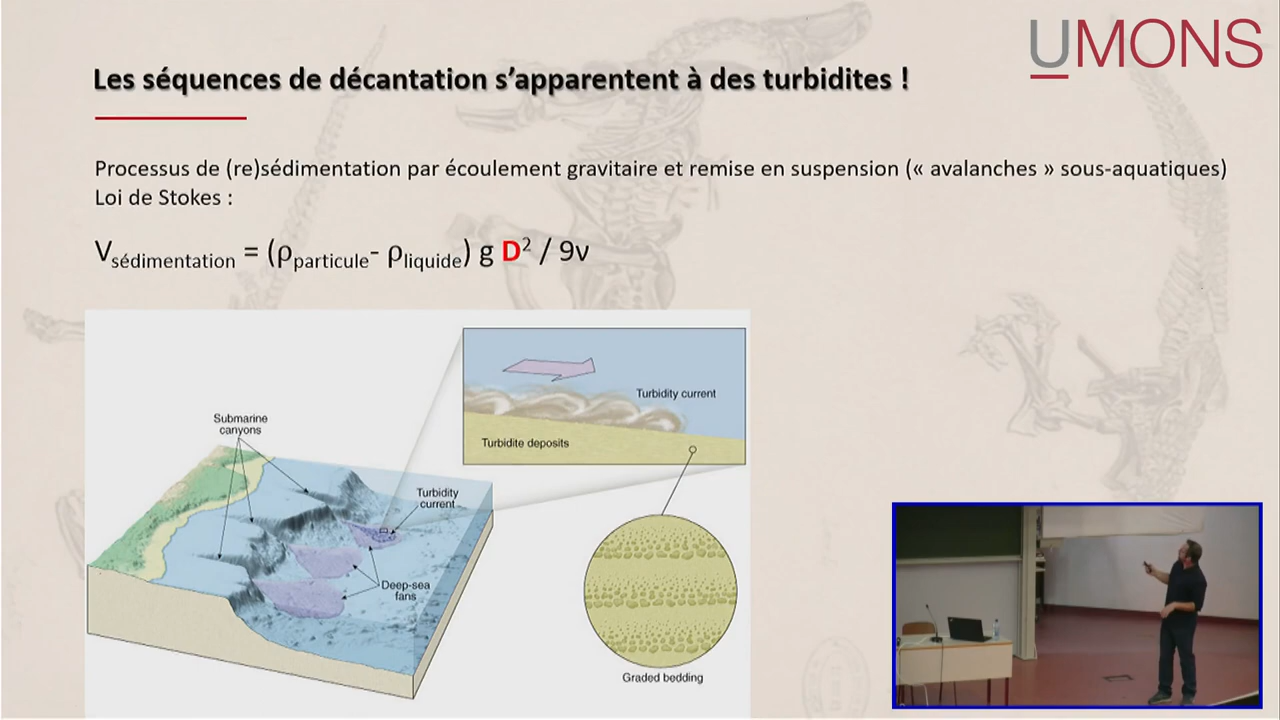 UMONS
Les séquences de décantation s’apparentent à des turbidites !
Processus de (re)sédimentation par écoulement gravitaire et remise en suspension (« avalanches » sous-aquatiques)
Loi de Stokes :
Vsédimentation = (ρparticule- ρliquide) g D² / 9ν
Turbidity current
Turbidite deposits
Submarine
canyons
Turbidity
current
Deep-sea
fans
Graded bedding